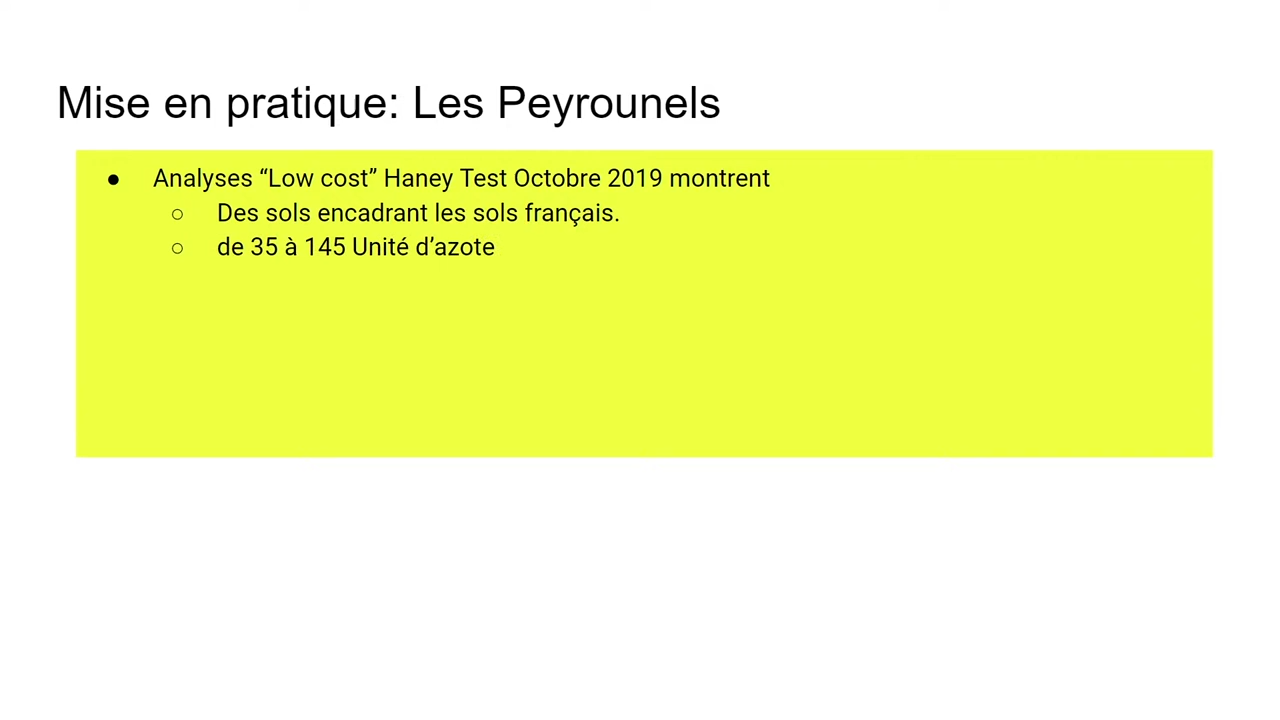 Mise en pratique: Les Peyrounels
● Analyses “Low cost” Haney Test Octobre 2019 montrent
○ Des sols encadrant les sols français.
○ de 35 à 145 Unité d’azote